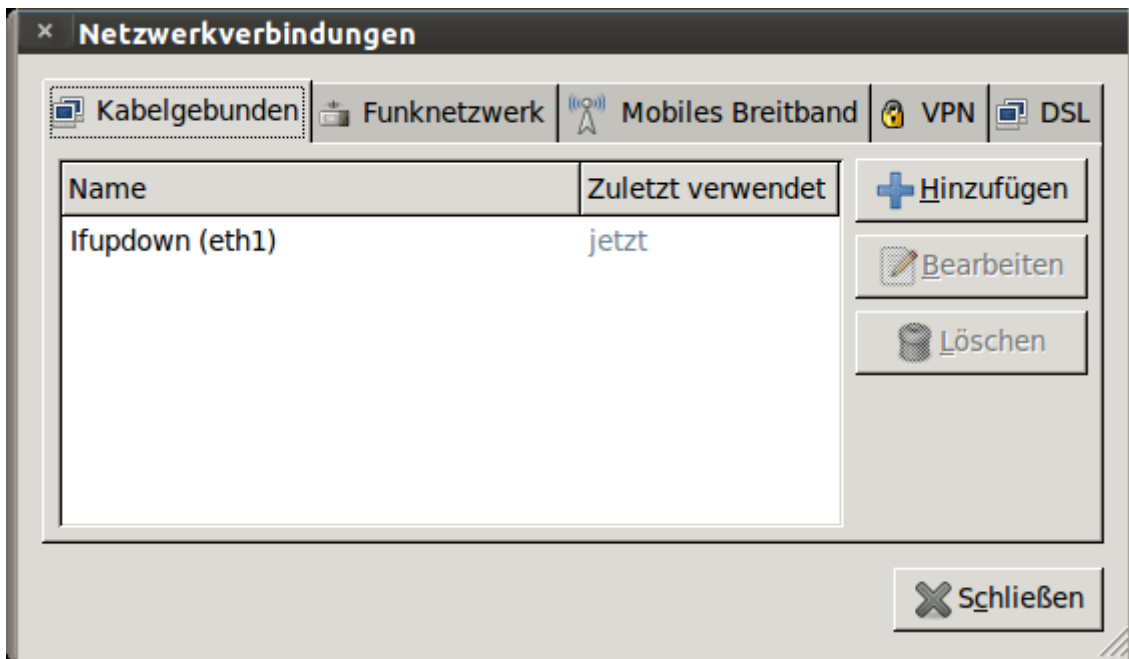 Netzwerkverbindungen
Kabelgebunden Funknetzwerk Mobiles Breitband VPN DSL
Name Zuletzt verwendet Hinzufügen
Ifupdown (eth1) jetzt Bearbeiten
Löschen
Schließen